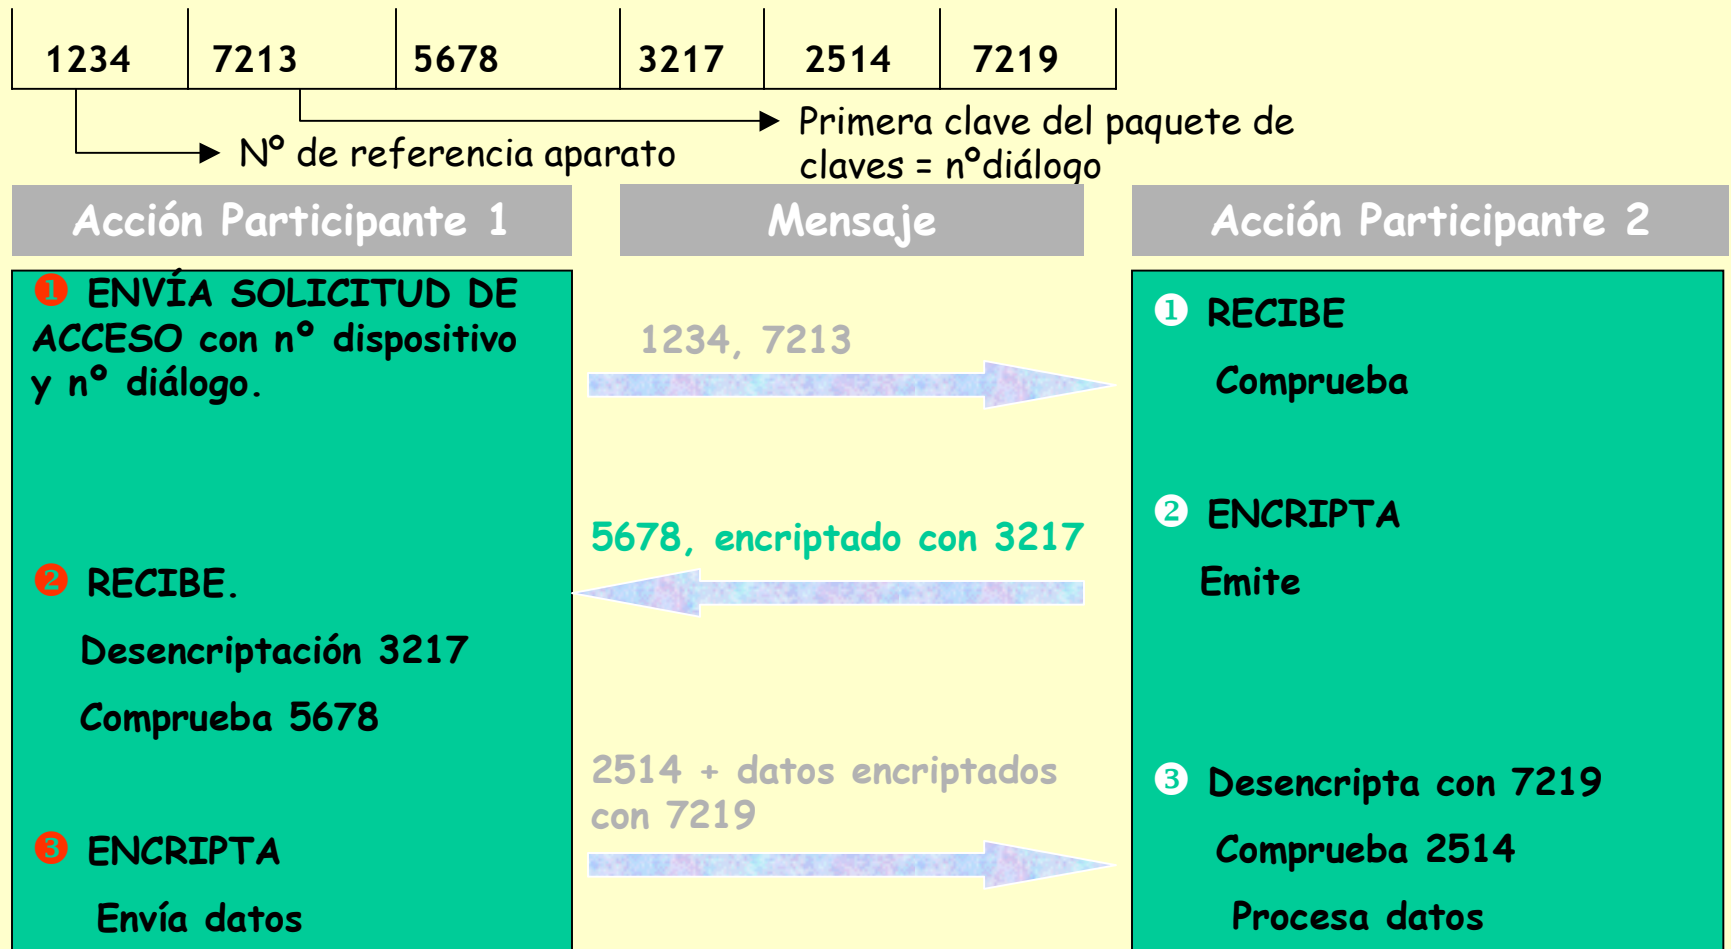 1234 7213 5678 3217 2514 7219
Primera clave del paquete de
claves = nºdiálogo
Nº de referencia aparato
Acción Participante 1
Mensaje
Acción Participante 2
1 ENVÍA SOLICITUD DE
ACCESO con nº dispositivo
y nº diálogo.
2 RECIBE.
Desencriptación 3217
Comprueba 5678
3 ENCRIPTA
Envía datos
1234, 7213
5678, encriptado con 3217
2514 + datos encriptados
con 7219
1 RECIBE
Comprueba
2 ENCRIPTA
Emite
3 Desencripta con 7219
Comprueba 2514
Procesa datos